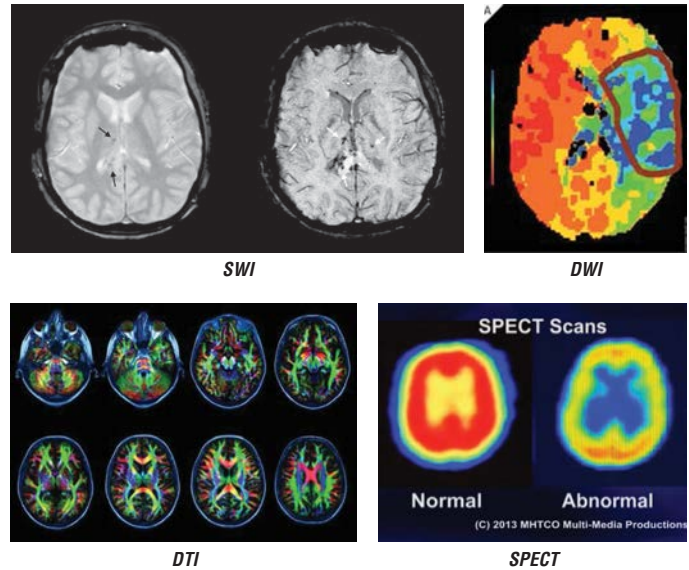 A
SWI
DWI
SPECT Scans
Normal
Abnormal
(C) 2013 MHTCO Multi-Media Productions
DTI
SPECT